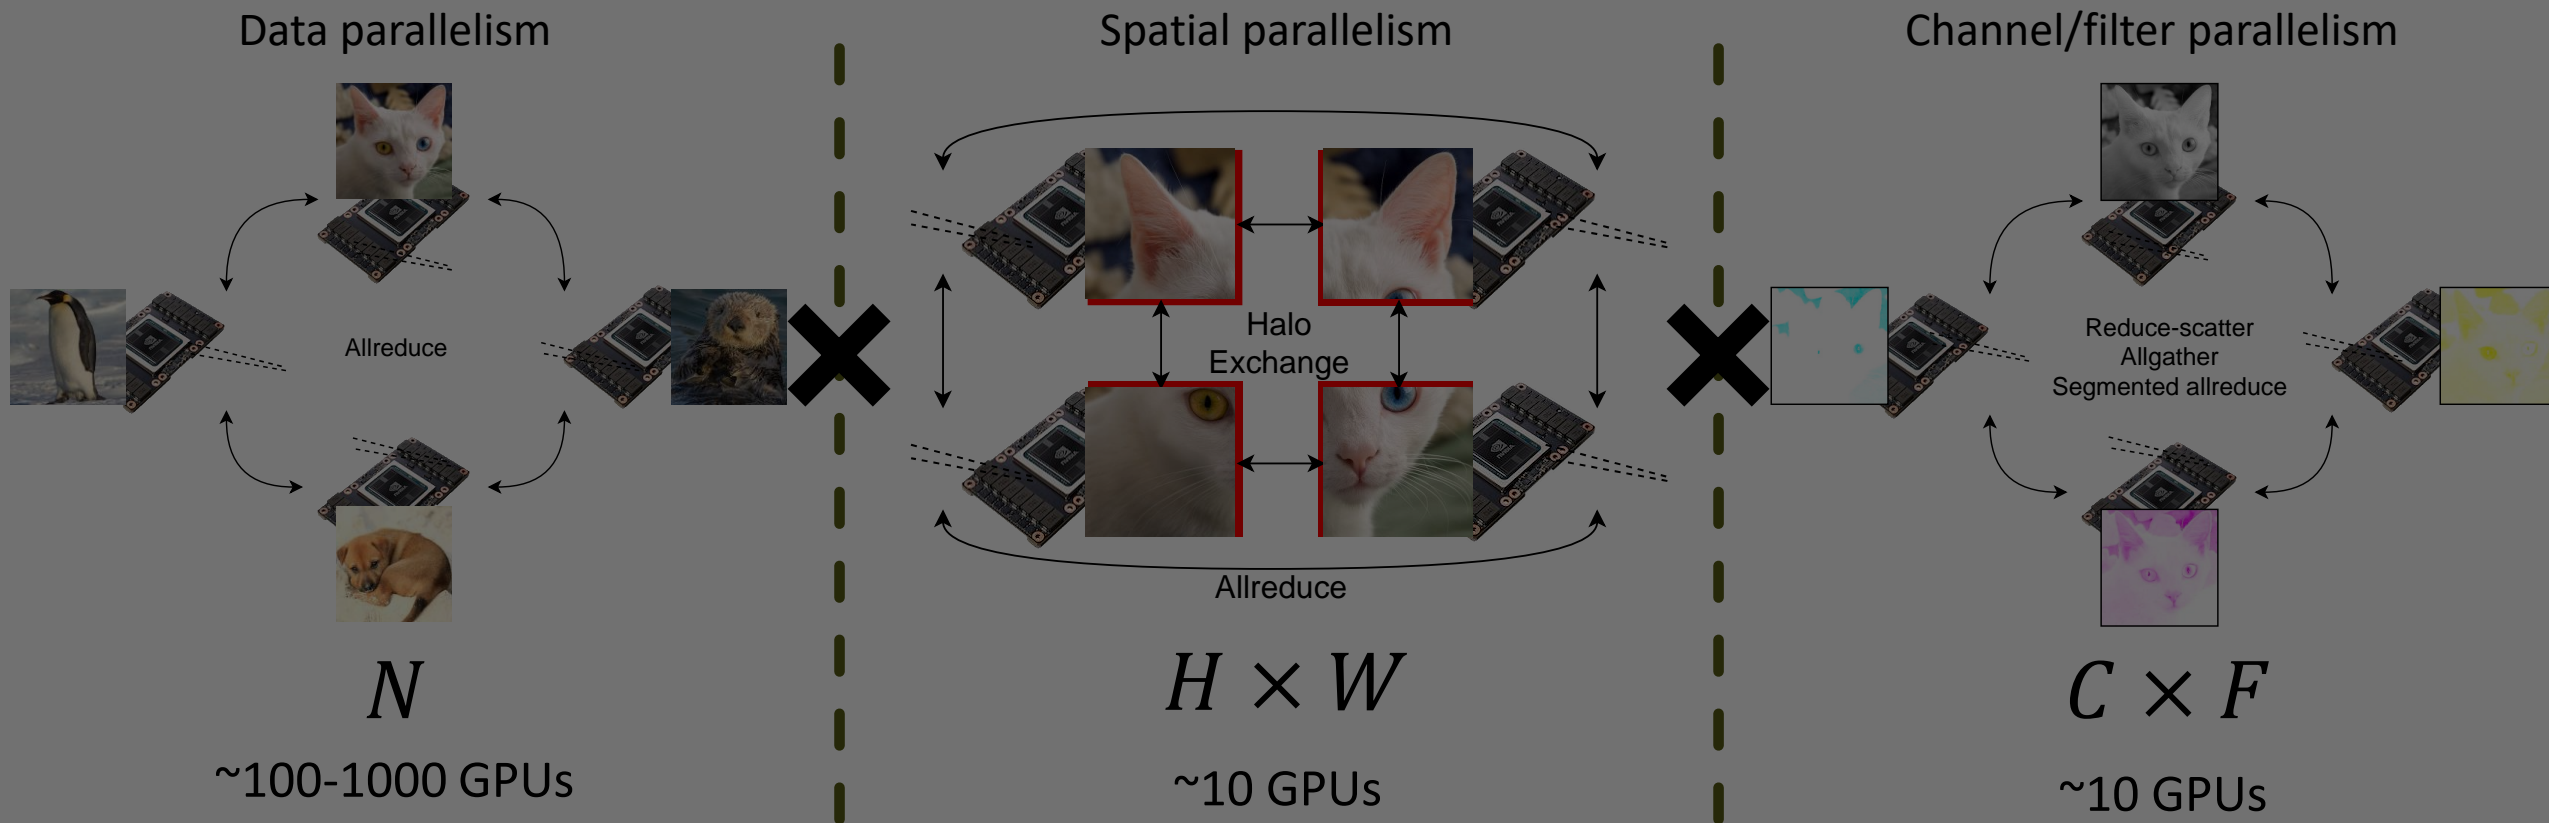 Data parallelism
Allreduce
N
~100-1000 GPUs
Spatial parallelism
Halo
Exchange
Allreduce
H × W
~10 GPUs
Channel/filter parallelism
Reduce-scatter
Allgather
Segmented allreduce
C × F
~10 GPUs